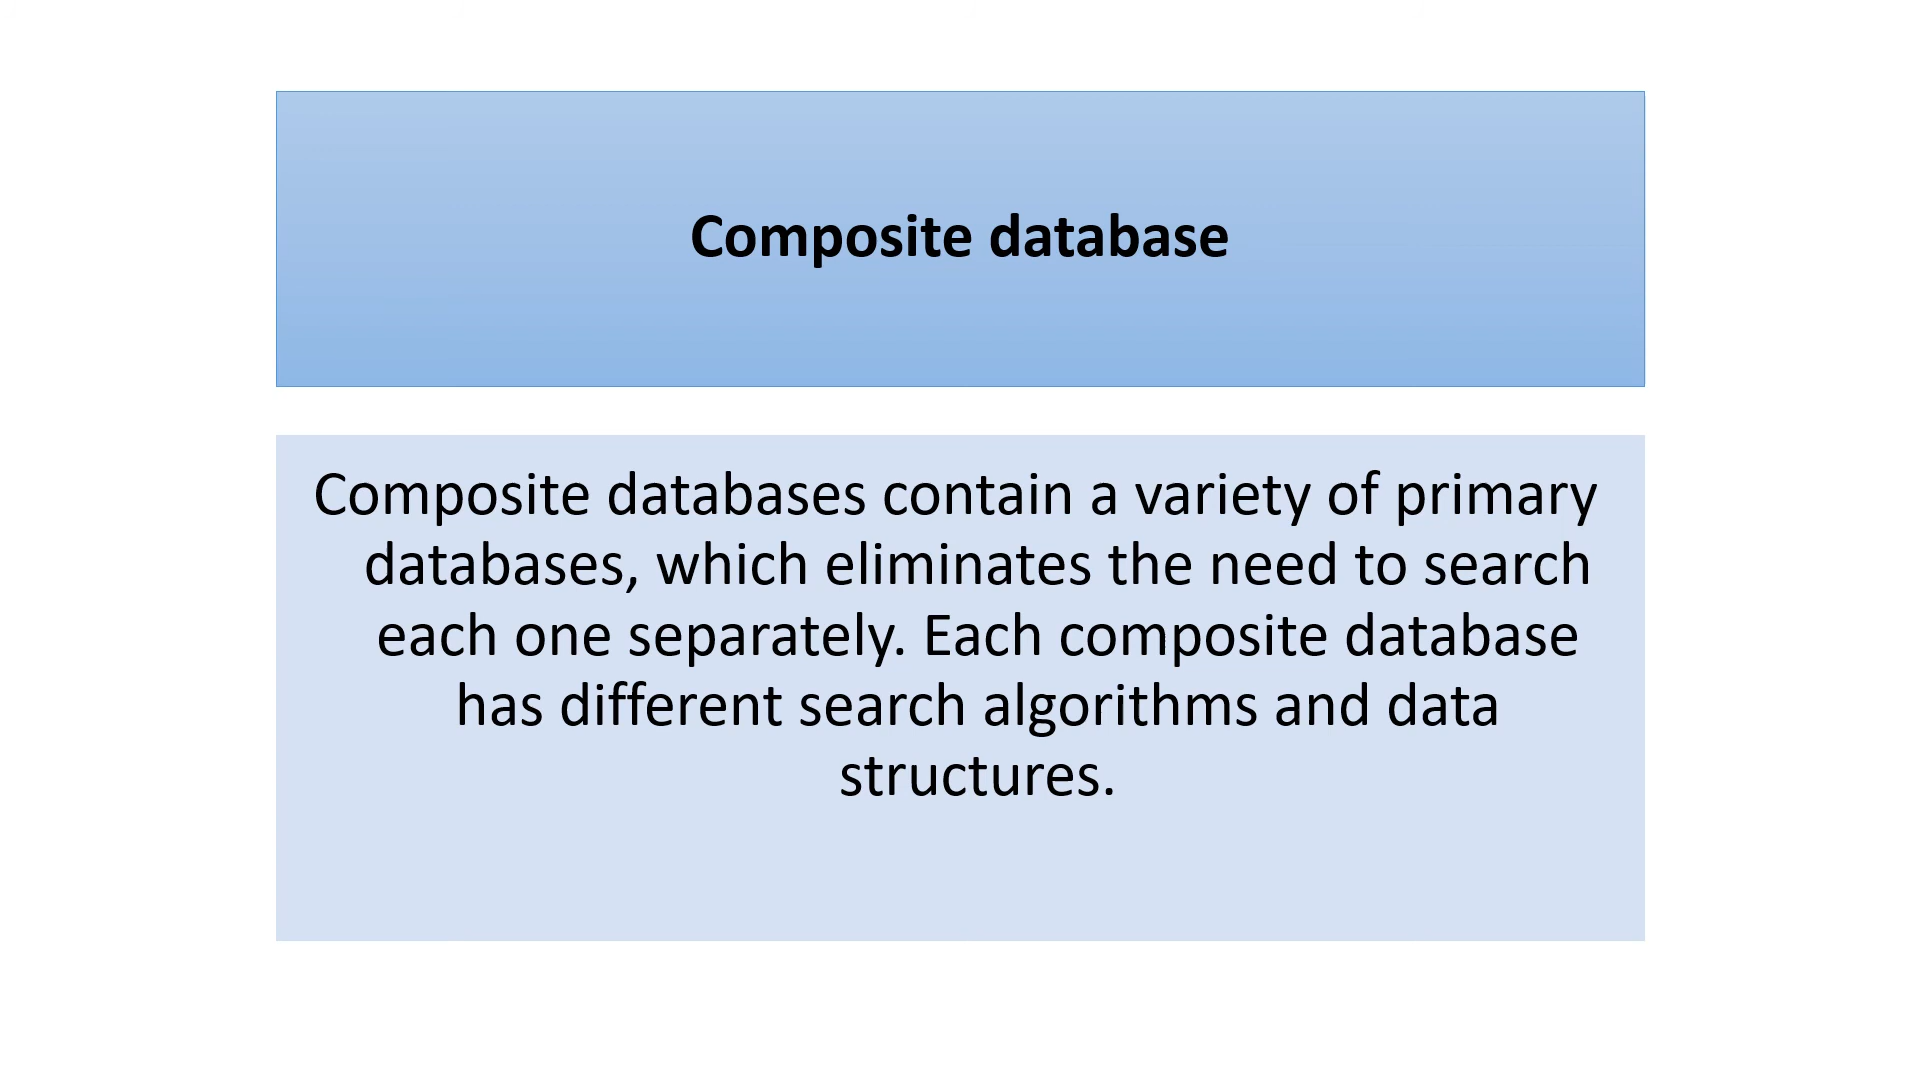 Composite database
Composite databases contain a variety of primary
databases, which eliminates the need to search
each one separately. Each composite database
has different search algorithms and data
structures.